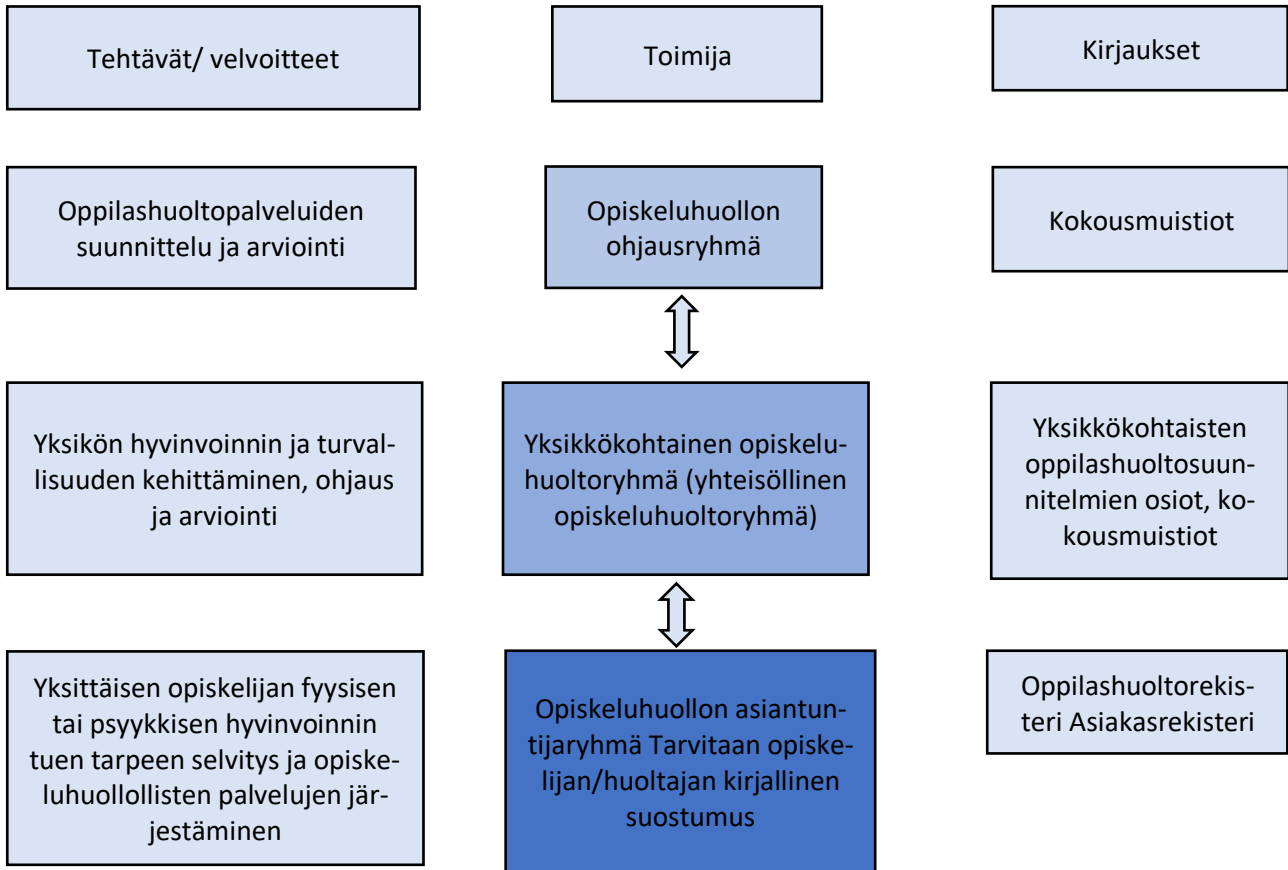 Tehtävät/ velvoitteet
Toimija
Kirjaukset
Oppilashuoltopalveluiden
suunnittelu ja arviointi
Opiskeluhuollon
ohjausryhmä
Kokousmuistiot
Yksikön hyvinvoinnin ja turval-
lisuuden kehittäminen, ohjaus
ja arviointi
Yksikkökohtainen opiskelu-
huoltoryhmä (yhteisöllinen
opiskeluhuoltoryhmä)
Yksikkökohtaisten
oppilashuoltosuun-
nitelmien osiot, ko-
kousmuistiot
Yksittäisen opiskelijan fyysisen
tai psyykkisen hyvinvoinnin
tuen tarpeen selvitys ja opiske-
luhuollollisten palvelujen jär-
jestäminen
Opiskeluhuollon asiantun-
tijaryhmä Tarvitaan opiske-
lijan/huoltajan kirjallinen
suostumus
Oppilashuoltorekis-
teri Asiakasrekisteri